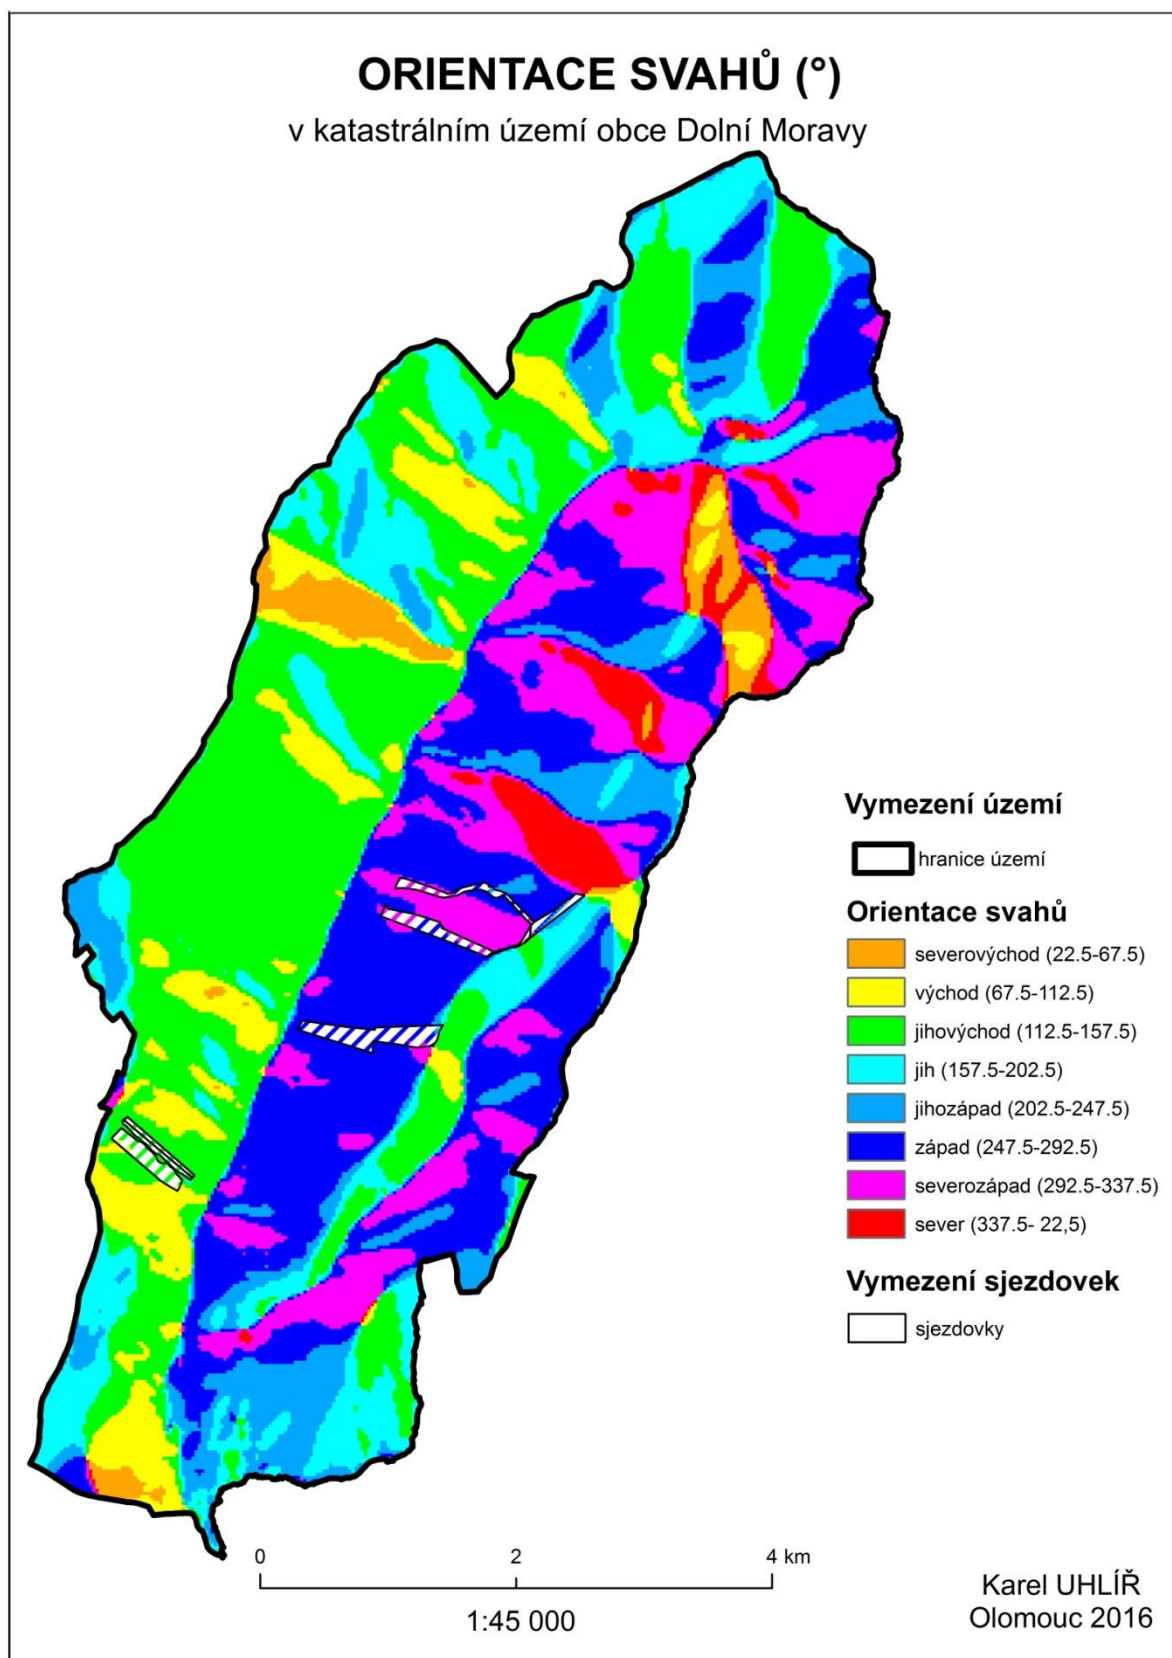 ORIENTACE SVAHŮ (°)
v katastrálním území obce Dolní Moravy
Vymezení území
hranice území
Orientace svahů
severovýchod (22.5-67.5)
východ (67.5-112.5)
jihovýchod (112.5-157.5)
jih (157.5-202.5)
jihozápad (202.5-247.5)
západ (247.5-292.5)
severozápad (292.5-337.5)
sever (337.5- 22,5)
Vymezení sjezdovek
sjezdovky
0 2 4 km
1:45 000
Karel UHLÍŘ
Olomouc 2016